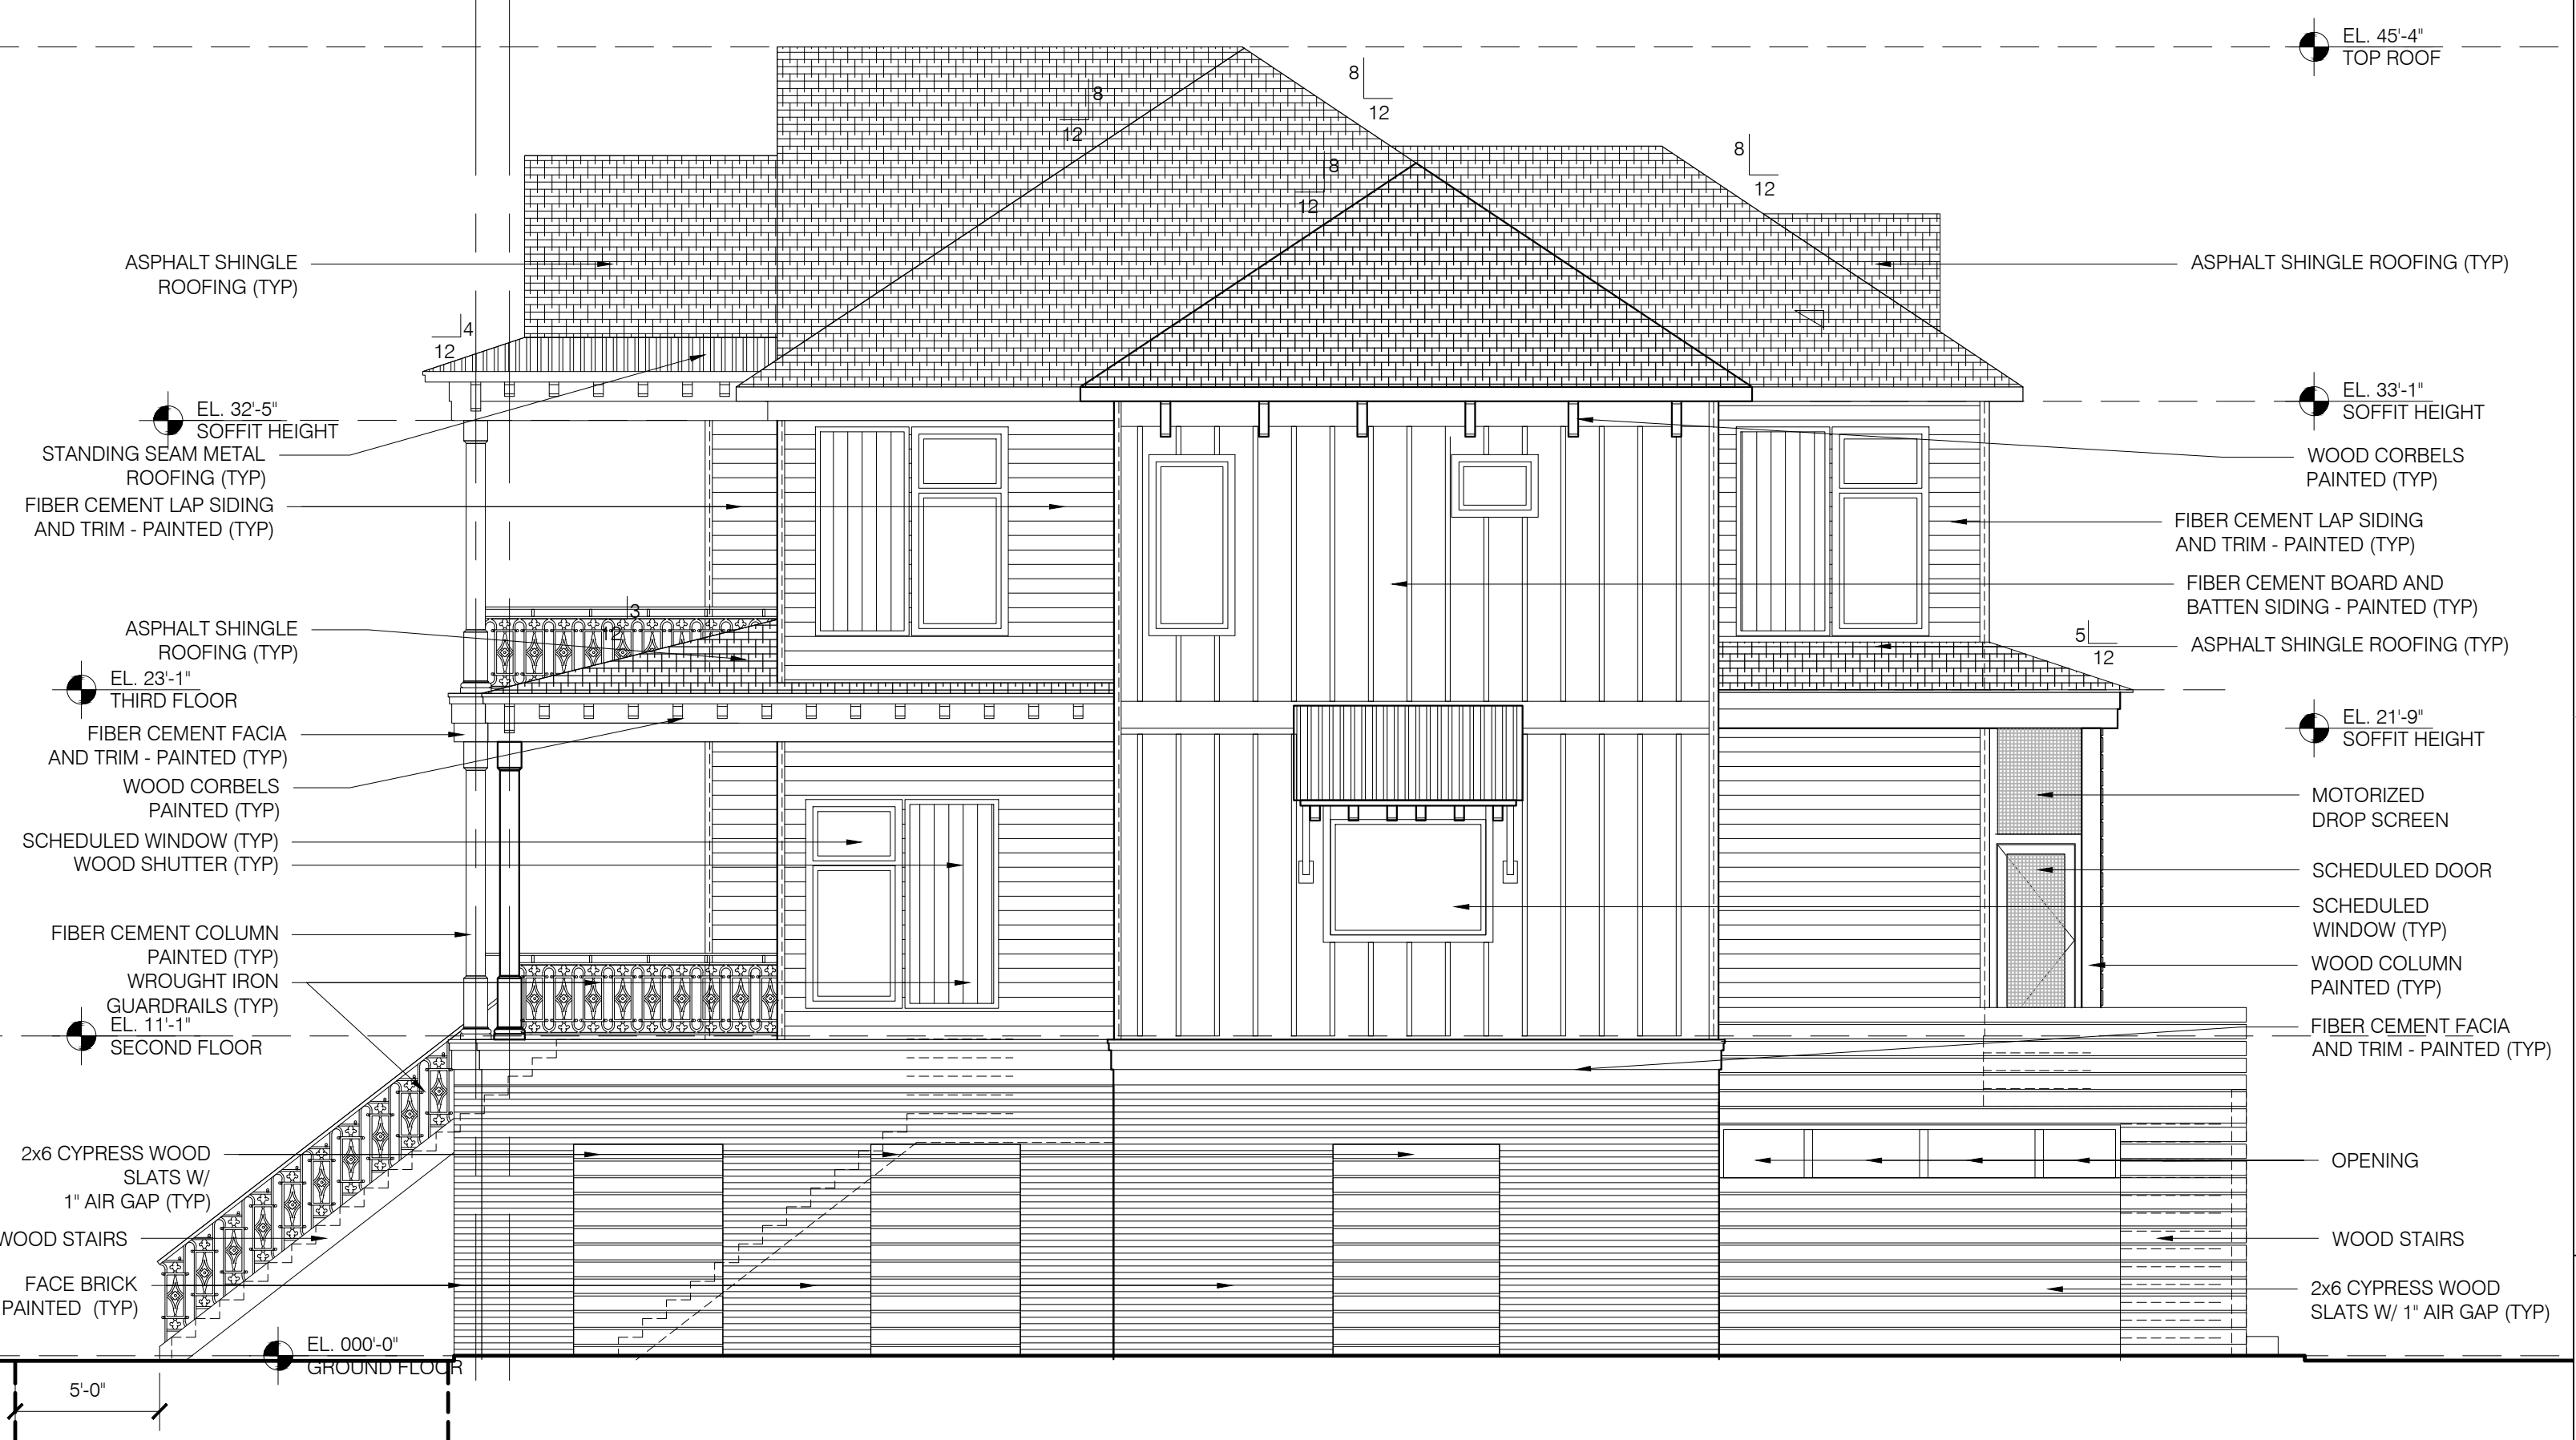 EL. 45'-4"
TOP ROOF
8
12
8
12
8
12
8
12
ASPHALT SHINGLE
ROOFING (TYP)
ASPHALT SHINGLE ROOFING (TYP)
4
12
EL. 32'-5"
SOFFIT HEIGHT
EL. 33'-1"
SOFFIT HEIGHT
STANDING SEAM METAL
ROOFING (TYP)
WOOD CORBELS
PAINTED (TYP)
FIBER CEMENT LAP SIDING
AND TRIM - PAINTED (TYP)
FIBER CEMENT LAP SIDING
AND TRIM - PAINTED (TYP)
FIBER CEMENT BOARD AND
BATTEN SIDING - PAINTED (TYP)
3
12
ASPHALT SHINGLE
ROOFING (TYP)
5
12
ASPHALT SHINGLE ROOFING (TYP)
EL. 23'-1"
THIRD FLOOR
EL. 21'-9"
SOFFIT HEIGHT
FIBER CEMENT FACIA
AND TRIM - PAINTED (TYP)
WOOD CORBELS
PAINTED (TYP)
MOTORIZED
DROP SCREEN
SCHEDULED WINDOW (TYP)
WOOD SHUTTER (TYP)
SCHEDULED DOOR
SCHEDULED
WINDOW (TYP)
FIBER CEMENT COLUMN
PAINTED (TYP)
WOOD COLUMN
PAINTED (TYP)
WROUGHT IRON
GUARDRAILS (TYP)
EL. 11'-1"
SECOND FLOOR
FIBER CEMENT FACIA
AND TRIM - PAINTED (TYP)
2x6 CYPRESS WOOD
SLATS W/
1" AIR GAP (TYP)
OPENING
WOOD STAIRS
WOOD STAIRS
FACE BRICK
PAINTED (TYP)
2x6 CYPRESS WOOD
SLATS W/ 1" AIR GAP (TYP)
EL. 000'-0"
GROUND FLOOR
5'-0"